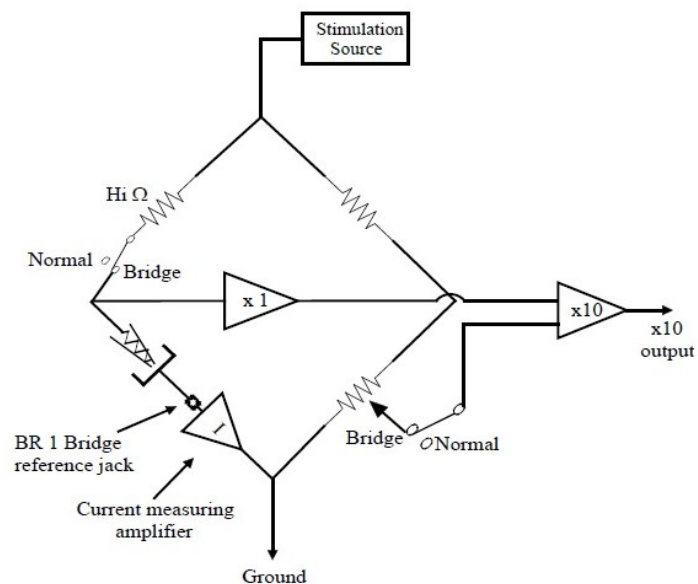 Stimulation
Source
Hi Ω
Normal
Bridge
x 1
x10
x10
output
I
Bridge
Normal
BR 1 Bridge
reference jack
Current measuring
amplifier
Ground